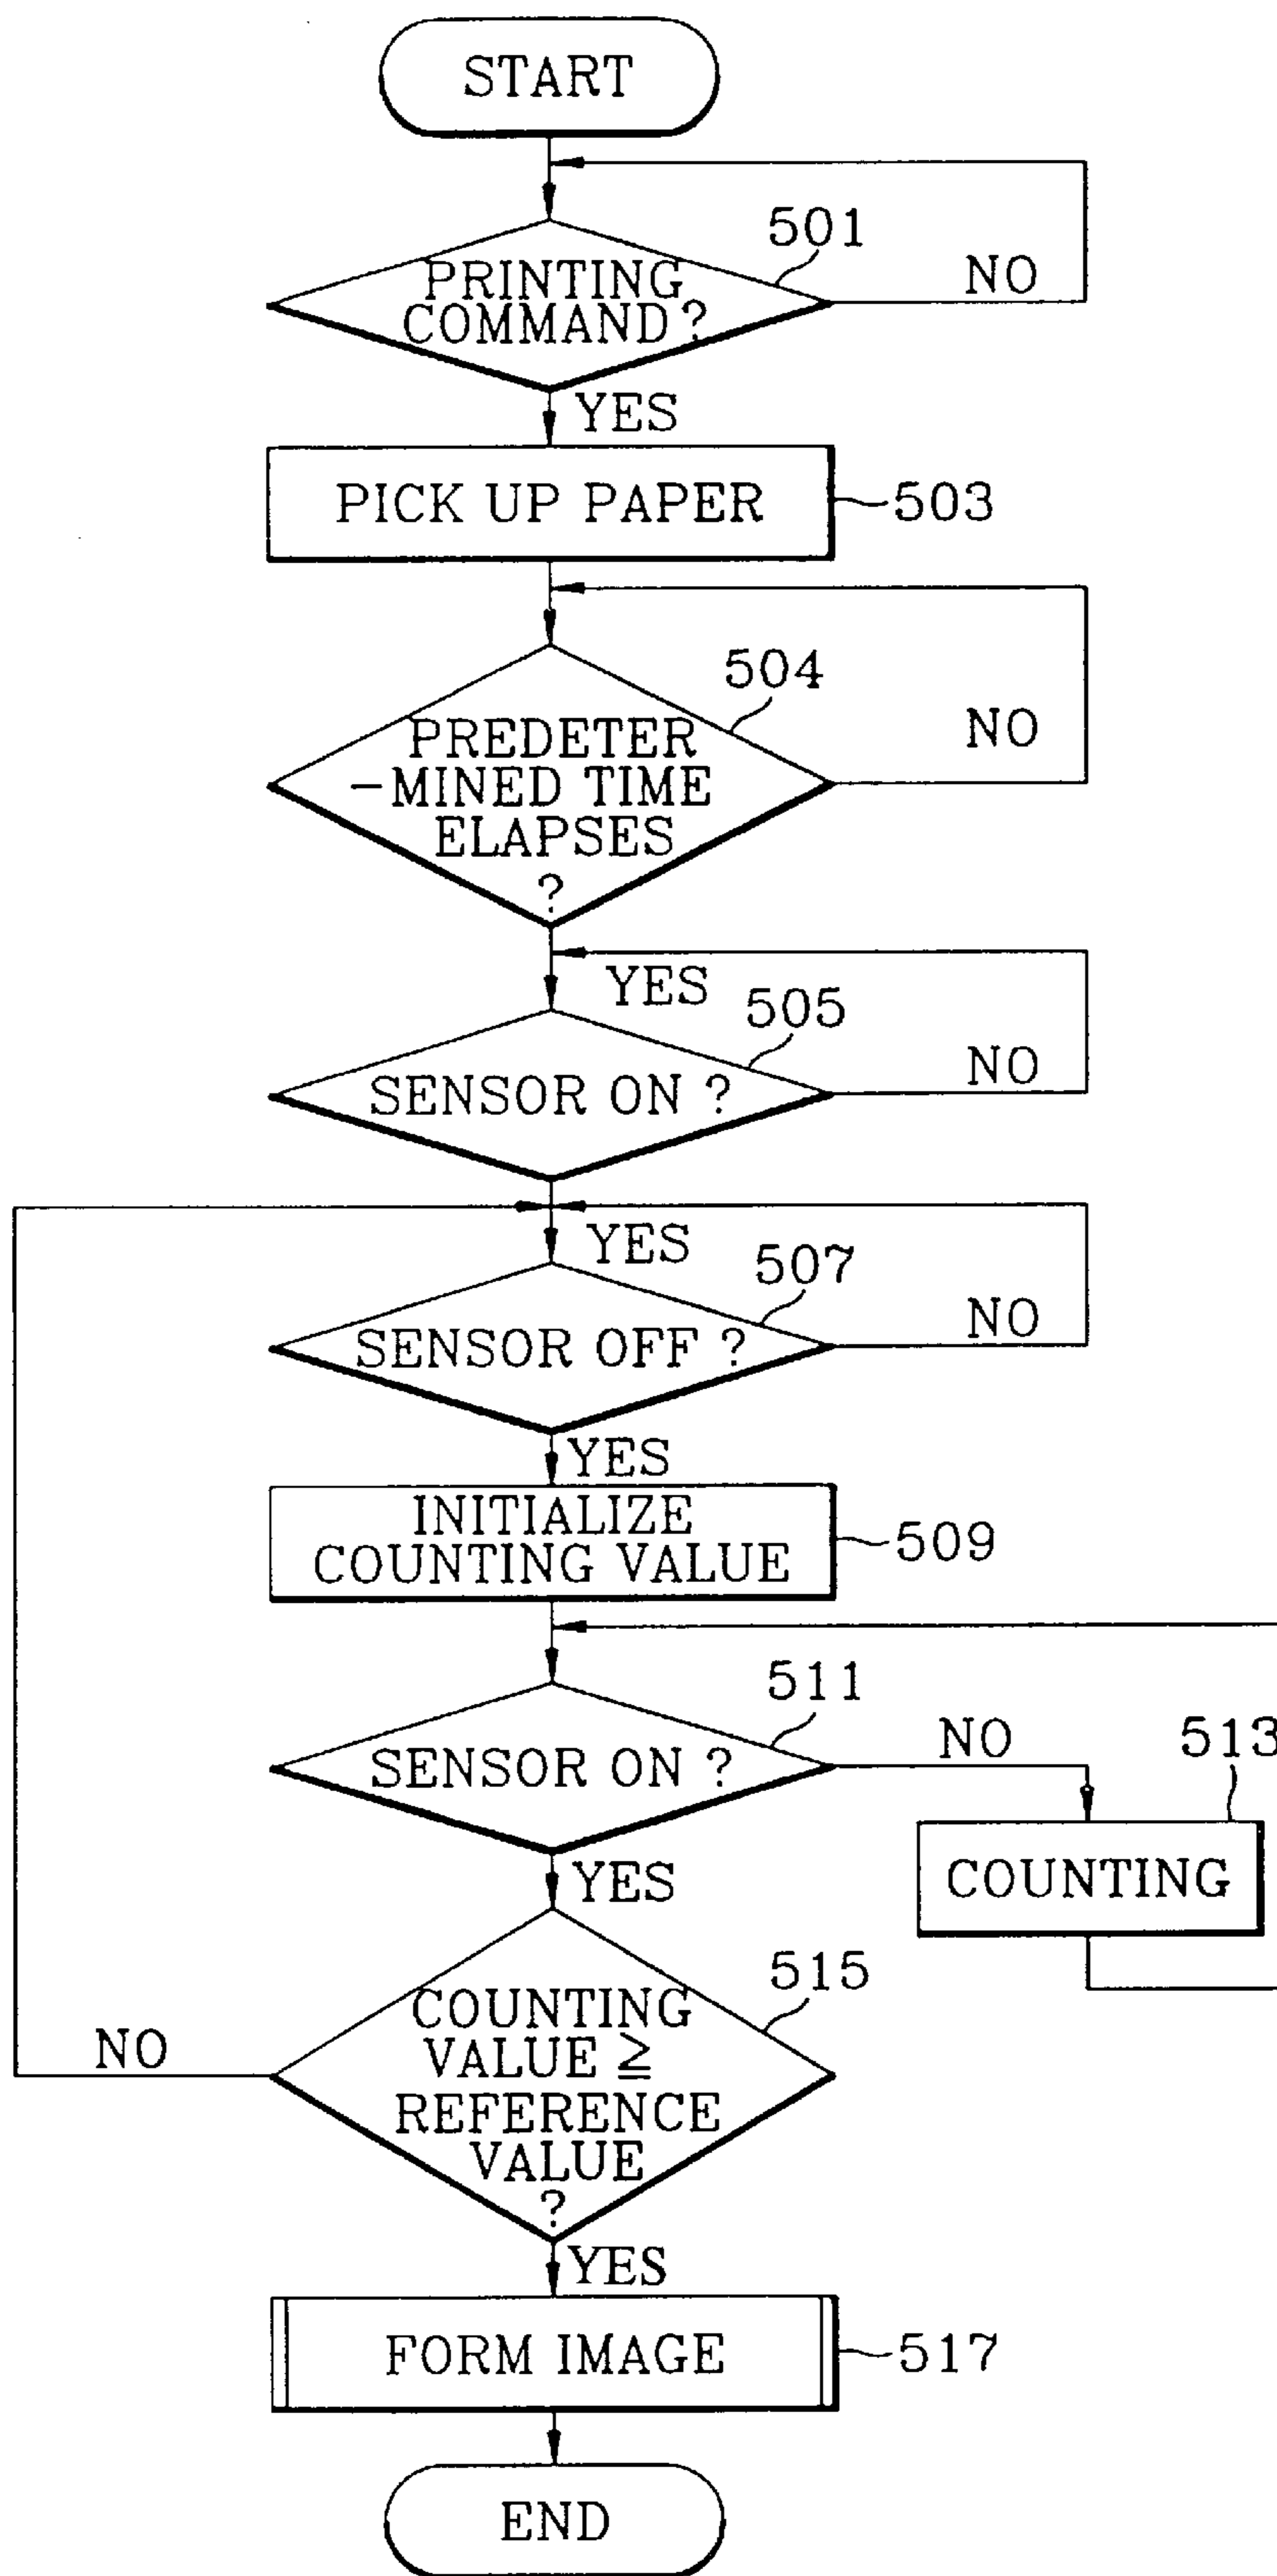 START
501
PRINTING
COMMAND ?
NO
YES
PICK UP PAPER
503
504
PREDETER
-MINED TIME
ELAPSES
?
NO
YES
505
SENSOR ON ?
NO
YES
507
SENSOR OFF ?
NO
YES
INITIALIZE
COUNTING VALUE
509
511
SENSOR ON ?
NO
513
YES
COUNTING
515
COUNTING
VALUE ≧
REFERENCE
VALUE
?
NO
YES
FORM IMAGE
517
END